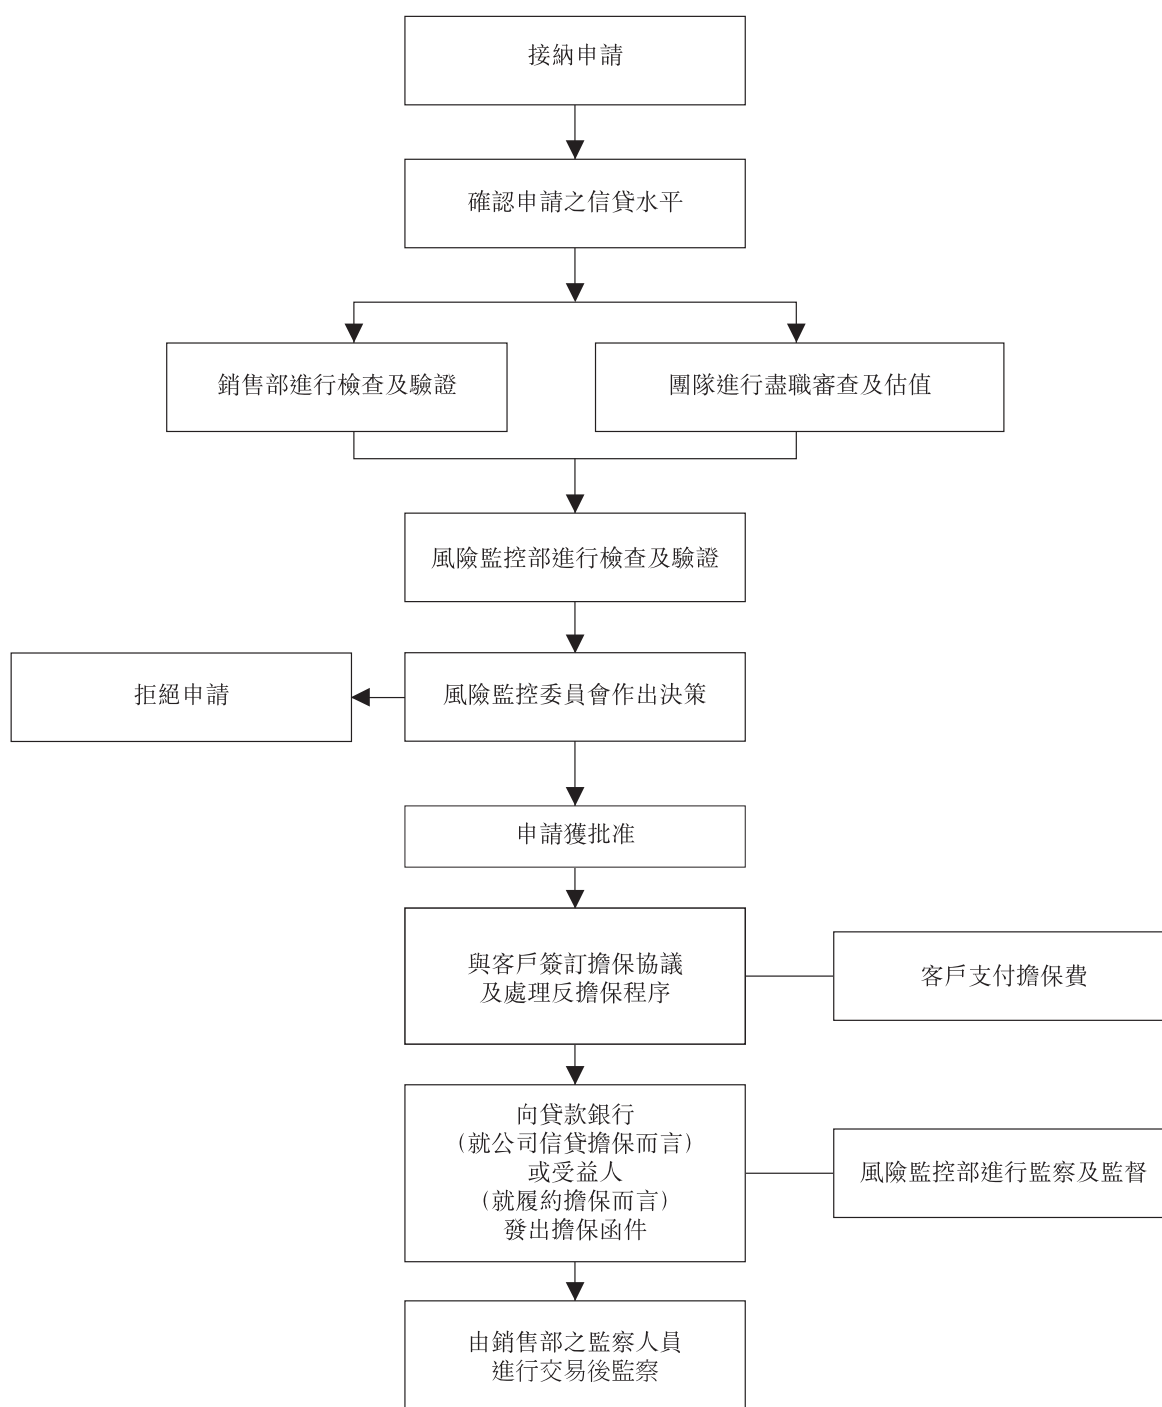 接納申請
確認申請之信貸水平
銷售部進行檢查及驗證
團隊進行盡職審查及估值
風險監控部進行檢查及驗證
拒絕申請
風險監控委員會作出決策
申請獲批准
與客戶簽訂擔保協議
及處理反擔保程序
客戶支付擔保費
向貸款銀行
（就公司信貸擔保而言）
或受益人
（就履約擔保而言）
發出擔保函件
風險監控部進行監察及監督
由銷售部之監察人員
進行交易後監察